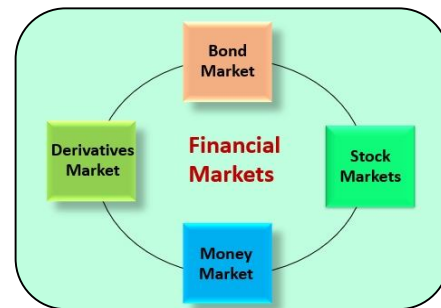 Bond
Market
Derivatives
Market
Financial
Markets
Stock
Markets
Money
Market